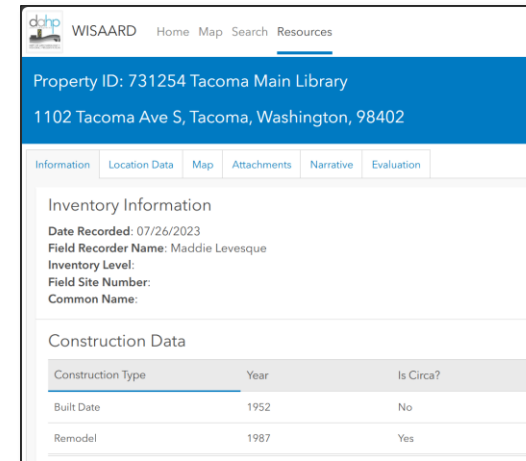 dahp
WISAARD Home Map Search Resources
Property ID: 731254 Tacoma Main Library
1102 Tacoma Ave S, Tacoma, Washington, 98402
Information Location Data Map Attachments Narrative Evaluation
Inventory Information
Date Recorded: 07/26/2023
Field Recorder Name: Maddie Levesque
Inventory Level:
Field Site Number:
Common Name:
Construction Data
Construction Type Year Is Circa?
Built Date 1952 No
Remodel 1987 Yes